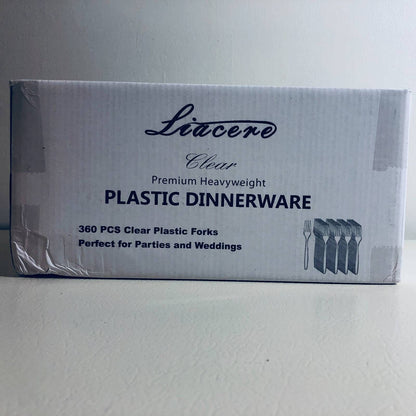 Liacere
Clear
Premium Heavyweight
PLASTIC DINNERWARE
360 PCS Clear Plastic Forks
Perfect for Parties and Weddings